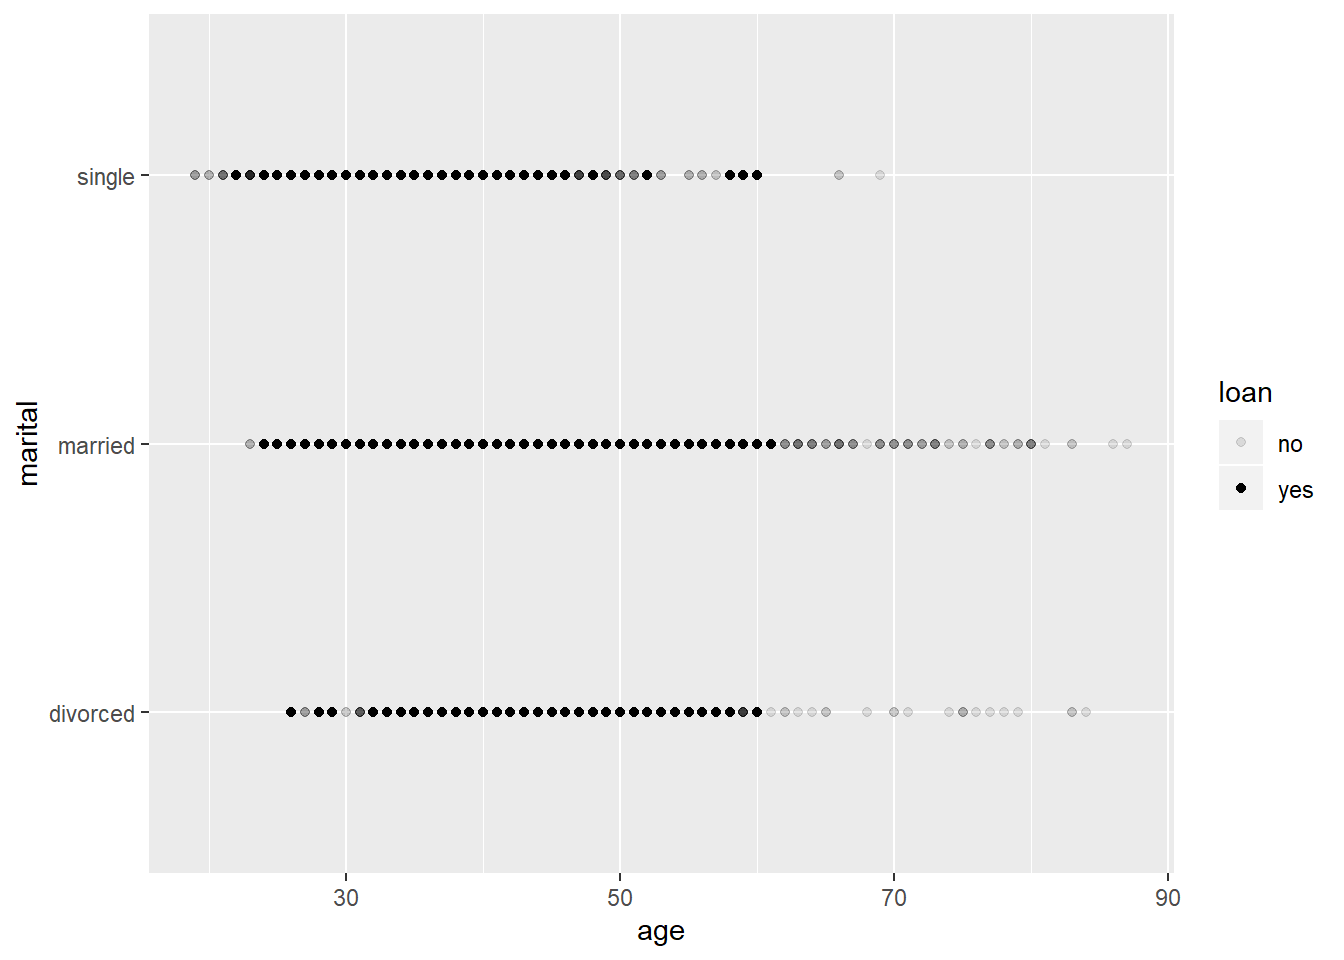 single
married
divorced
marital
30 50 70 90
age
loan
no
yes